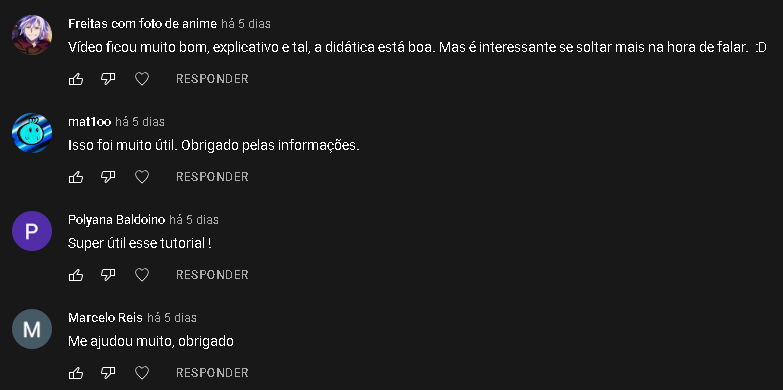 Freitas com foto de anime há 5 dias
Vídeo ficou muito bom, explicativo e tal, a didática está boa. Mas é interessante se soltar mais na hora de falar. :D
RESPONDER
mat1oo há 5 dias
Isso foi muito útil. Obrigado pelas informações.
RESPONDER
P
Polyana Baldoino há 5 dias
Super útil esse tutorial !
RESPONDER
M
Marcelo Reis há 5 dias
Me ajudou muito, obrigado
RESPONDER